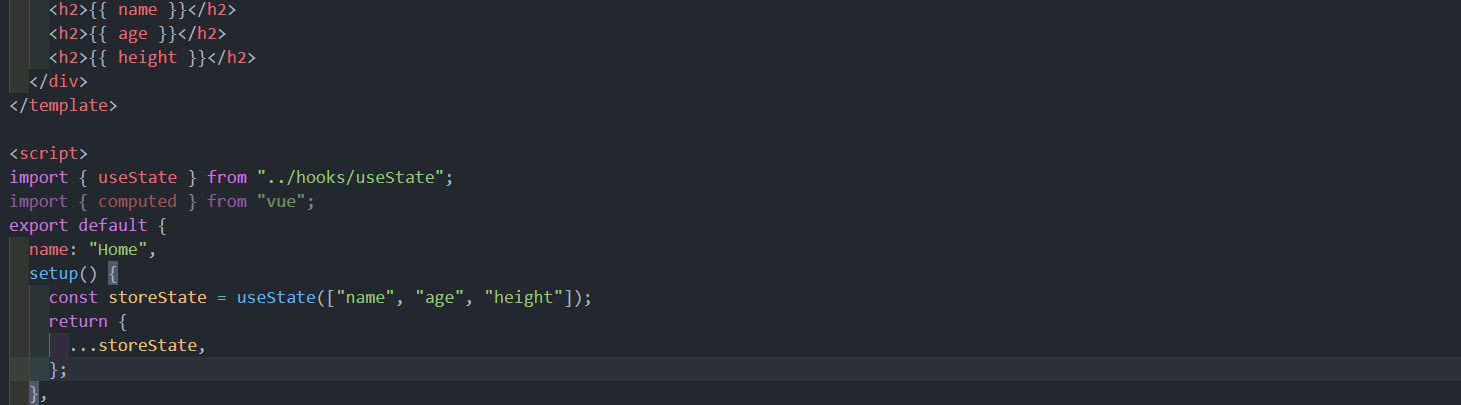 <h2>{{ name }}</h2>
<h2>{{ age }}</h2>
<h2>{{ height }}</h2>
</div>
</template>
<script>
import { useState } from "../hooks/useState";
import { computed } from "vue";
export default {
name: "Home",
setup() {
const storeState = useState(["name", "age", "height"]);
return {
...storeState,
};
},